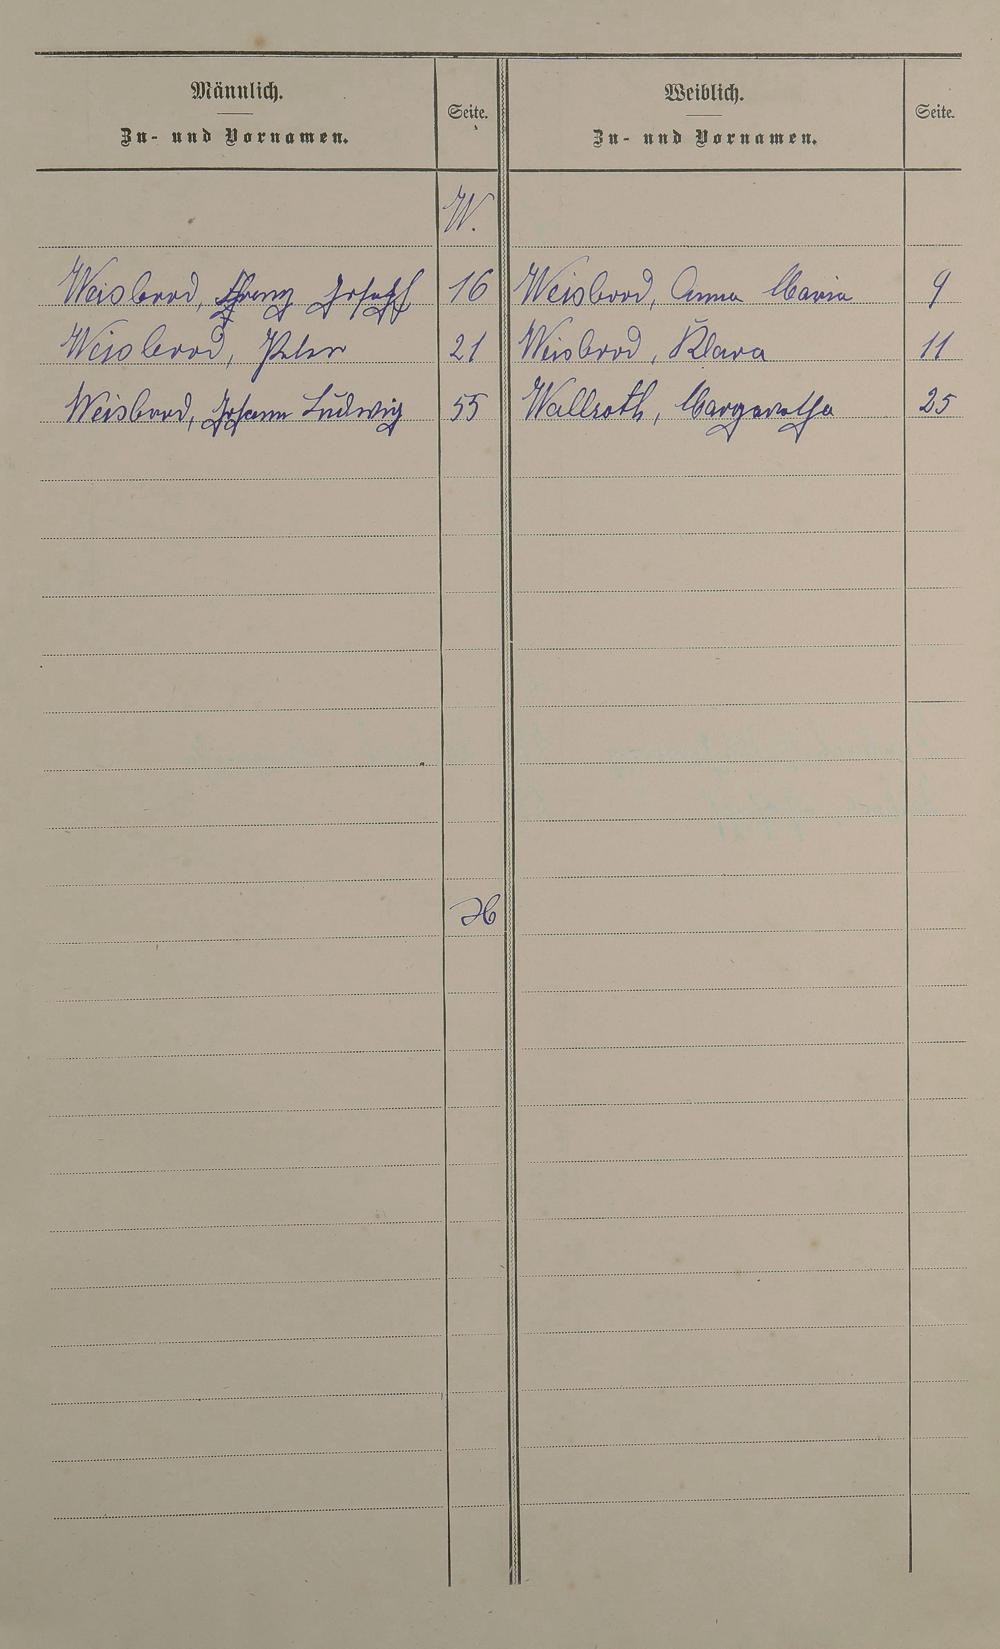 Männlich.
Zu- und Vornamen.
Seite.
Weiblich.
Zu- und Vornamen.
Seite.
W.
Weisbrod, Franz Joseph 16 Weisbrod, Anna Maria 9
Weisbrod, Peter 21 Weisbrod, Klara 11
Weisbrod, Johann Ludwig 55 Wallroth, Margaretha 25